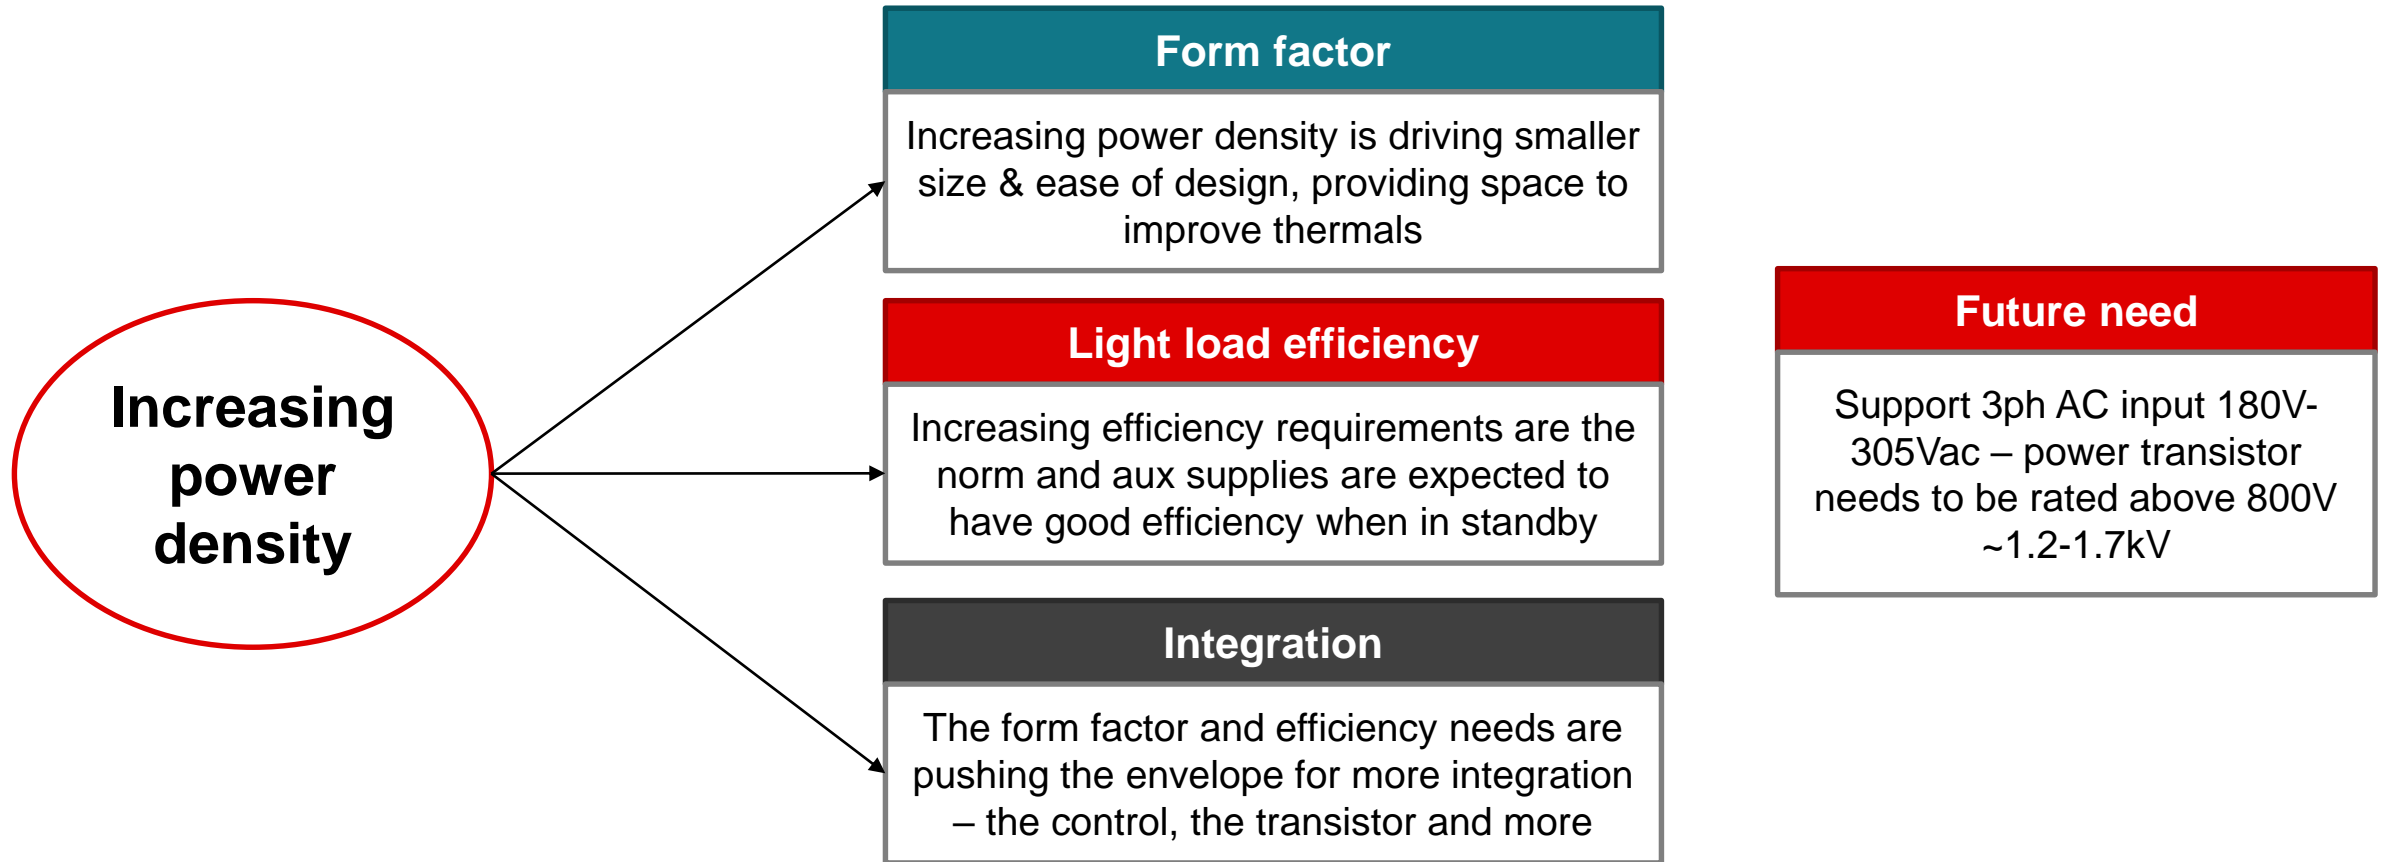 Increasing
power
density
Form factor
Increasing power density is driving smaller
size & ease of design, providing space to
improve thermals
Light load efficiency
Increasing efficiency requirements are the
norm and aux supplies are expected to
have good efficiency when in standby
Integration
The form factor and efficiency needs are
pushing the envelope for more integration
– the control, the transistor and more
Future need
Support 3ph AC input 180V-
305Vac – power transistor
needs to be rated above 800V
~1.2-1.7kV